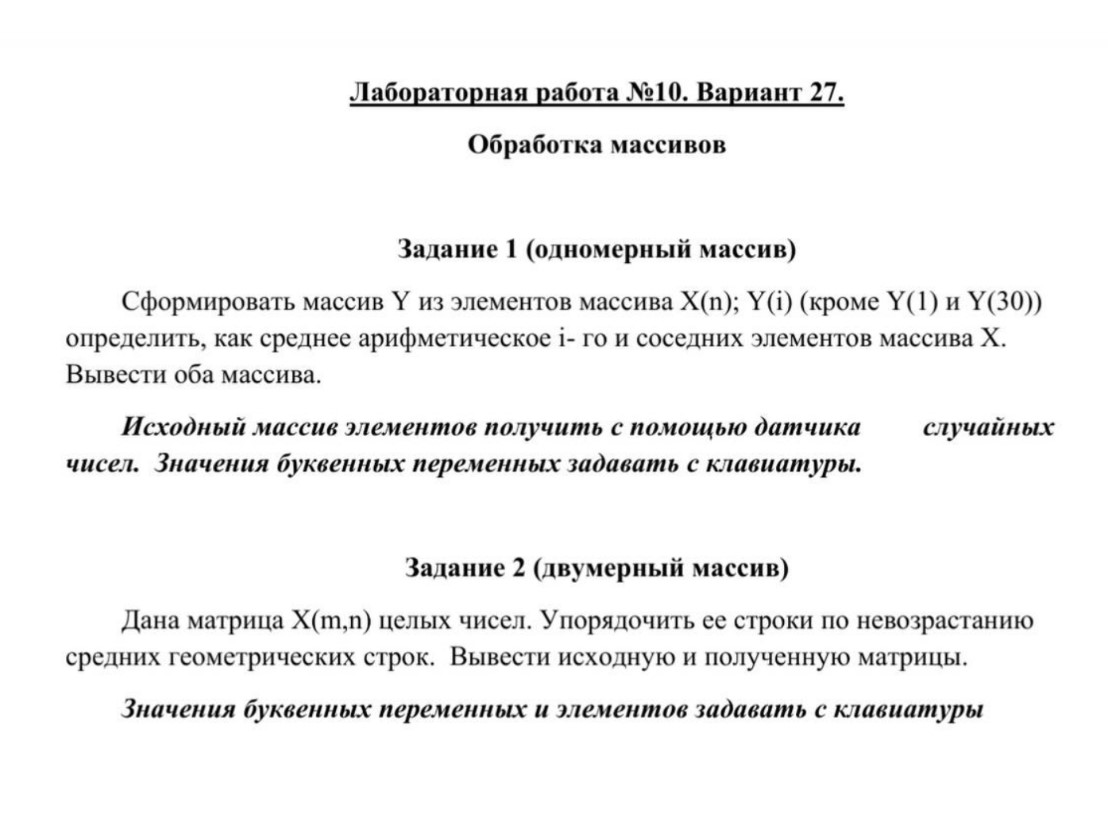 Лабораторная работа №10. Вариант 27.
Обработка массивов
Задание 1 (одномерный массив)
Сформировать массив Y из элементов массива X(n); Y(i) (кроме Y(1) и Y(30))
определить, как среднее арифметическое i- го и соседних элементов массива X.
Вывести оба массива.
Исходный массив элементов получить с помощью датчика случайных
чисел. Значения буквенных переменных задавать с клавиатуры.
Задание 2 (двумерный массив)
Дана матрица X(m,n) целых чисел. Упорядочить ее строки по невозрастанию
средних геометрических строк. Вывести исходную и полученную матрицы.
Значения буквенных переменных и элементов задавать с клавиатуры